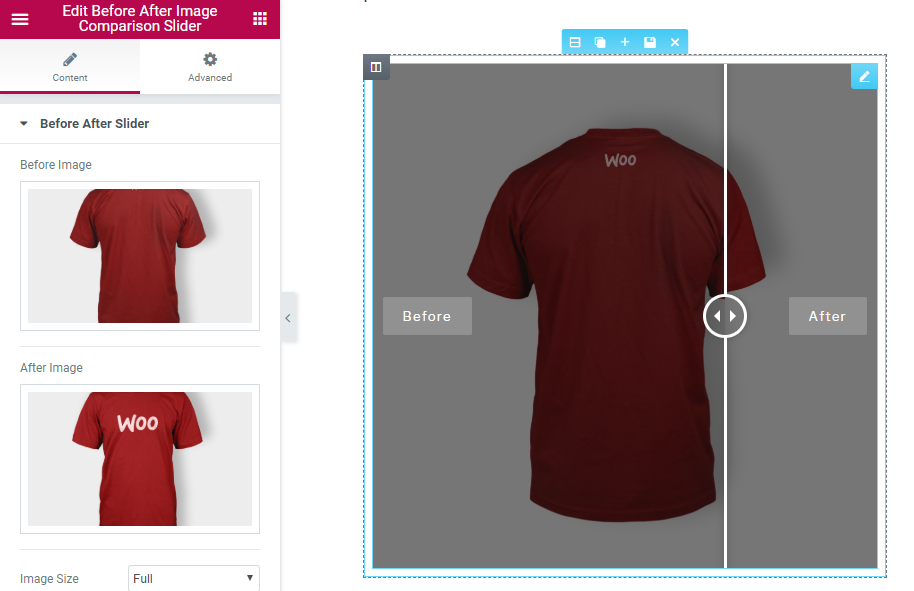 Edit Before After Image
Comparison Slider
Content
Advanced
Before After Slider
Before Image
After Image
Woo
Image Size
Full
Woo
Before
After